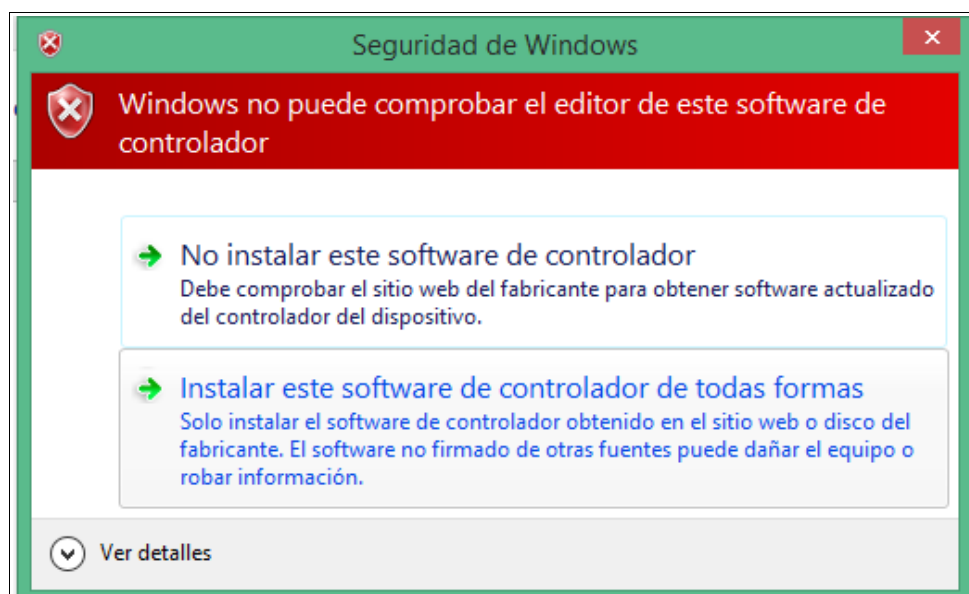 Seguridad de Windows
Windows no puede comprobar el editor de este software de
controlador
No instalar este software de controlador
Debe comprobar el sitio web del fabricante para obtener software actualizado
del controlador del dispositivo.
Instalar este software de controlador de todas formas
Solo instalar el software de controlador obtenido en el sitio web o disco del
fabricante. El software no firmado de otras fuentes puede dañar el equipo o
robar información.
Ver detalles